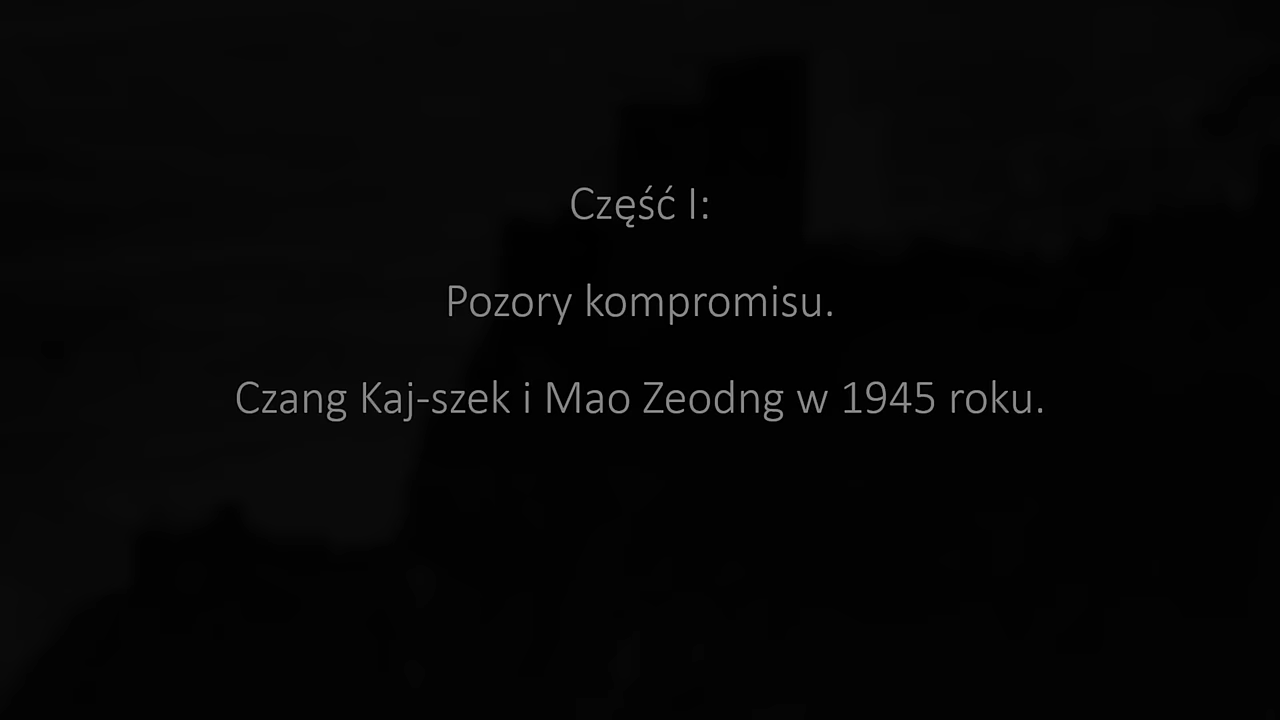 Część I:
Pozory kompromisu.
Czang Kaj-szek i Mao Zeodng w 1945 roku.